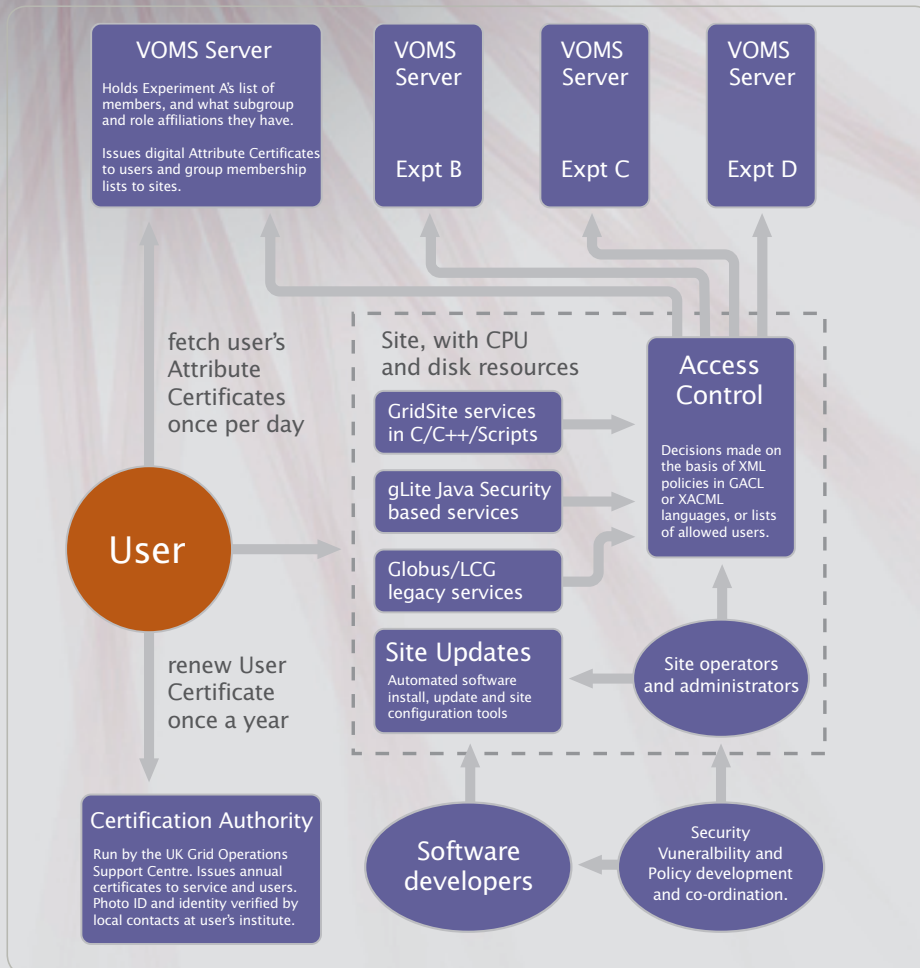 VOMS Server
Holds Experiment A's list of
members, and what subgroup
and role affiliations they have.
Issues digital Attribute Certificates
to users and group membership
lists to sites.
VOMS
Server
Expt B
VOMS
Server
Expt C
VOMS
Server
Expt D
fetch user's
Attribute
Certificates
once per day
Site, with CPU
and disk resources
GridSite services
in C/C++/Scripts
gLite Java Security
based services
Globus/LCG
legacy services
Access
Control
Decisions made on
the basis of XML
policies in GACL
or XACML
languages, or lists
of allowed users.
User
Site Updates
Automated software
install, update and site
configuration tools
Site operators
and administrators
renew User
Certificate
once a year
Certification Authority
Run by the UK Grid Operations
Support Centre. Issues annual
certificates to service and users.
Photo ID and identity verified by
local contacts at user's institute.
Software
developers
Security
Vuneralbility and
Policy development
and co-ordination.